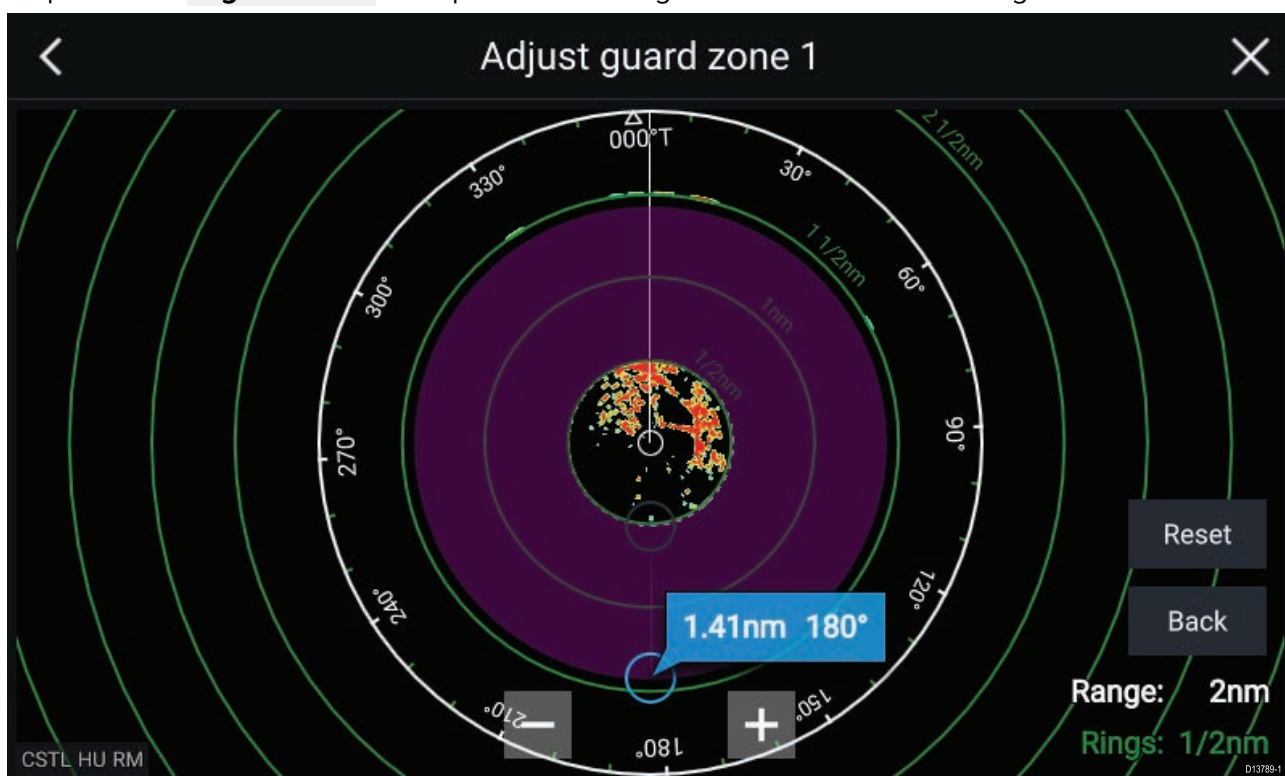 Adjust guard zone 1
2 1/2nm
000°T
330°
30°
1 1/2nm
300°
60°
1nm
1/2nm
270°
90°
Reset
240°
120°
Back
1.41nm 180°
Range: 2nm
210°
150°
180°
Rings: 1/2nm
CSTL HU RM
D13789-1